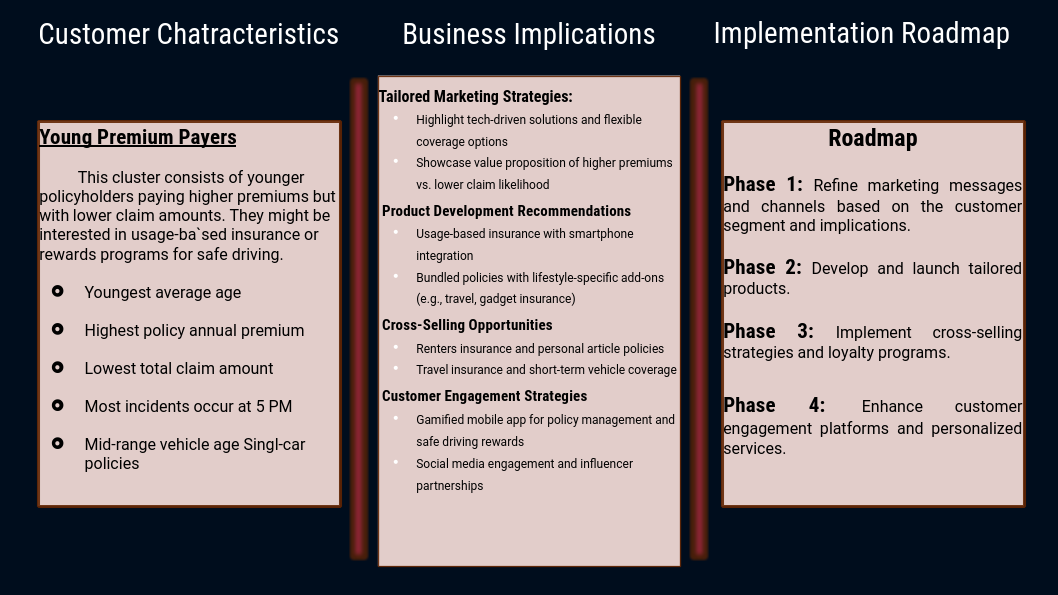 Customer Chatracteristics
Business Implications
Implementation Roadmap
Young Premium Payers
This cluster consists of younger
policyholders paying higher premiums but
with lower claim amounts. They might be
interested in usage-ba`sed insurance or
rewards programs for safe driving.
Youngest average age
Highest policy annual premium
Lowest total claim amount
Most incidents occur at 5 PM
Mid-range vehicle age Singl-car
policies
Tailored Marketing Strategies:
Highlight tech-driven solutions and flexible
coverage options
Showcase value proposition of higher premiums
vs. lower claim likelihood
Product Development Recommendations
Usage-based insurance with smartphone
integration
Bundled policies with lifestyle-specific add-ons
(e.g., travel, gadget insurance)
Cross-Selling Opportunities
Renters insurance and personal article policies
Travel insurance and short-term vehicle coverage
Customer Engagement Strategies
Gamified mobile app for policy management and
safe driving rewards
Social media engagement and influencer
partnerships
Roadmap
Phase 1: Refine marketing messages
and channels based on the customer
segment and implications.
Phase 2: Develop and launch tailored
products.
Phase 3: Implement cross-selling
strategies and loyalty programs.
Phase 4: Enhance customer
engagement platforms and personalized
services.